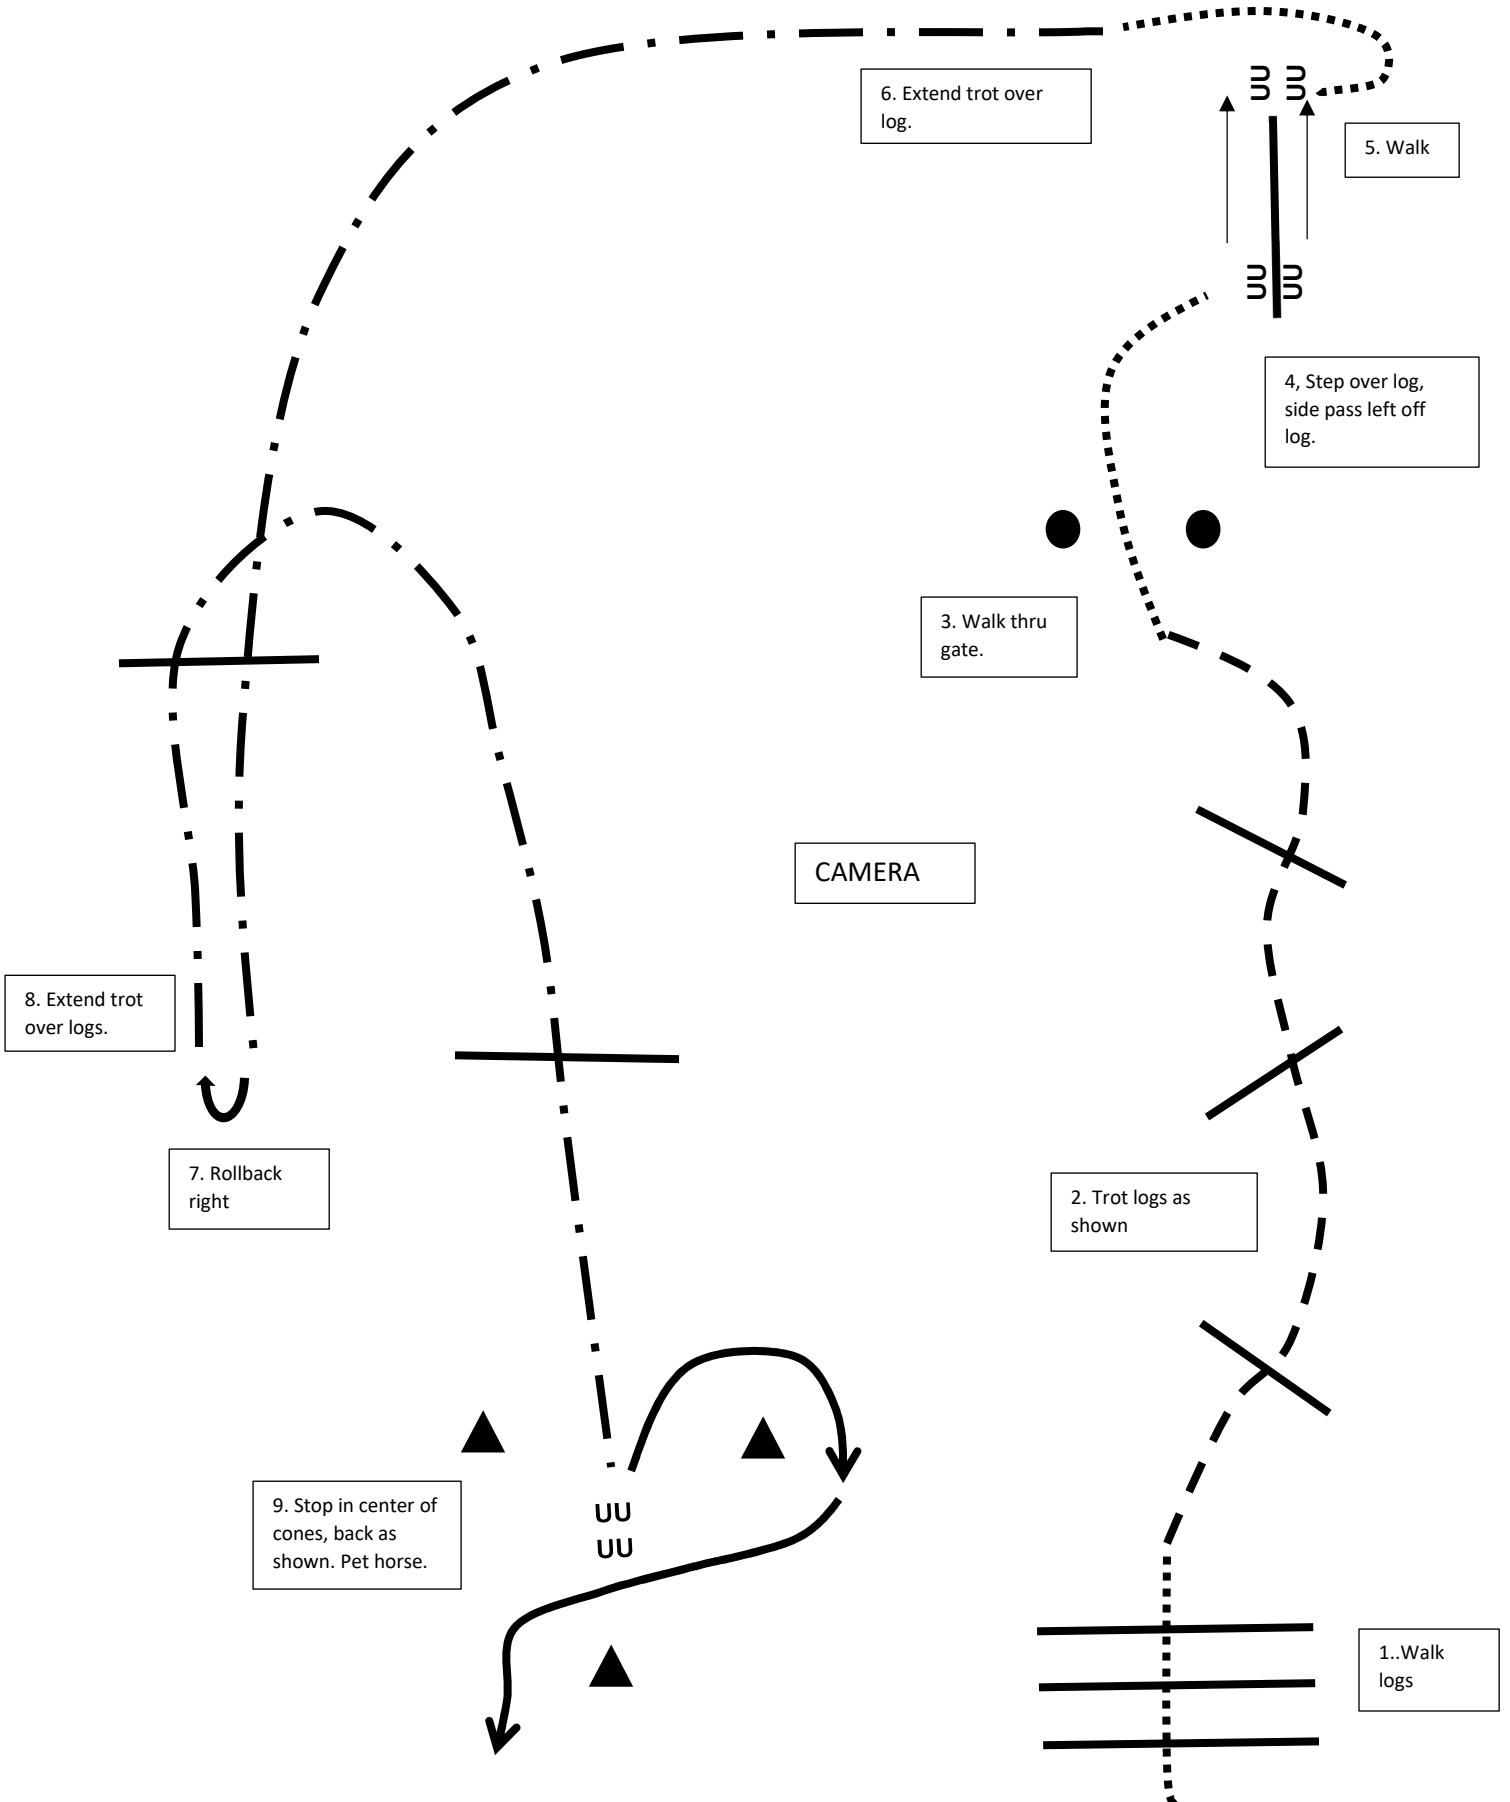 6. Extend trot over
log.
5. Walk
4, Step over log,
side pass left off
log.
3. Walk thru
gate.
CAMERA
8. Extend trot
over logs.
7. Rollback
right
2. Trot logs as
shown
9. Stop in center of
cones, back as
shown. Pet horse.
1..Walk
logs